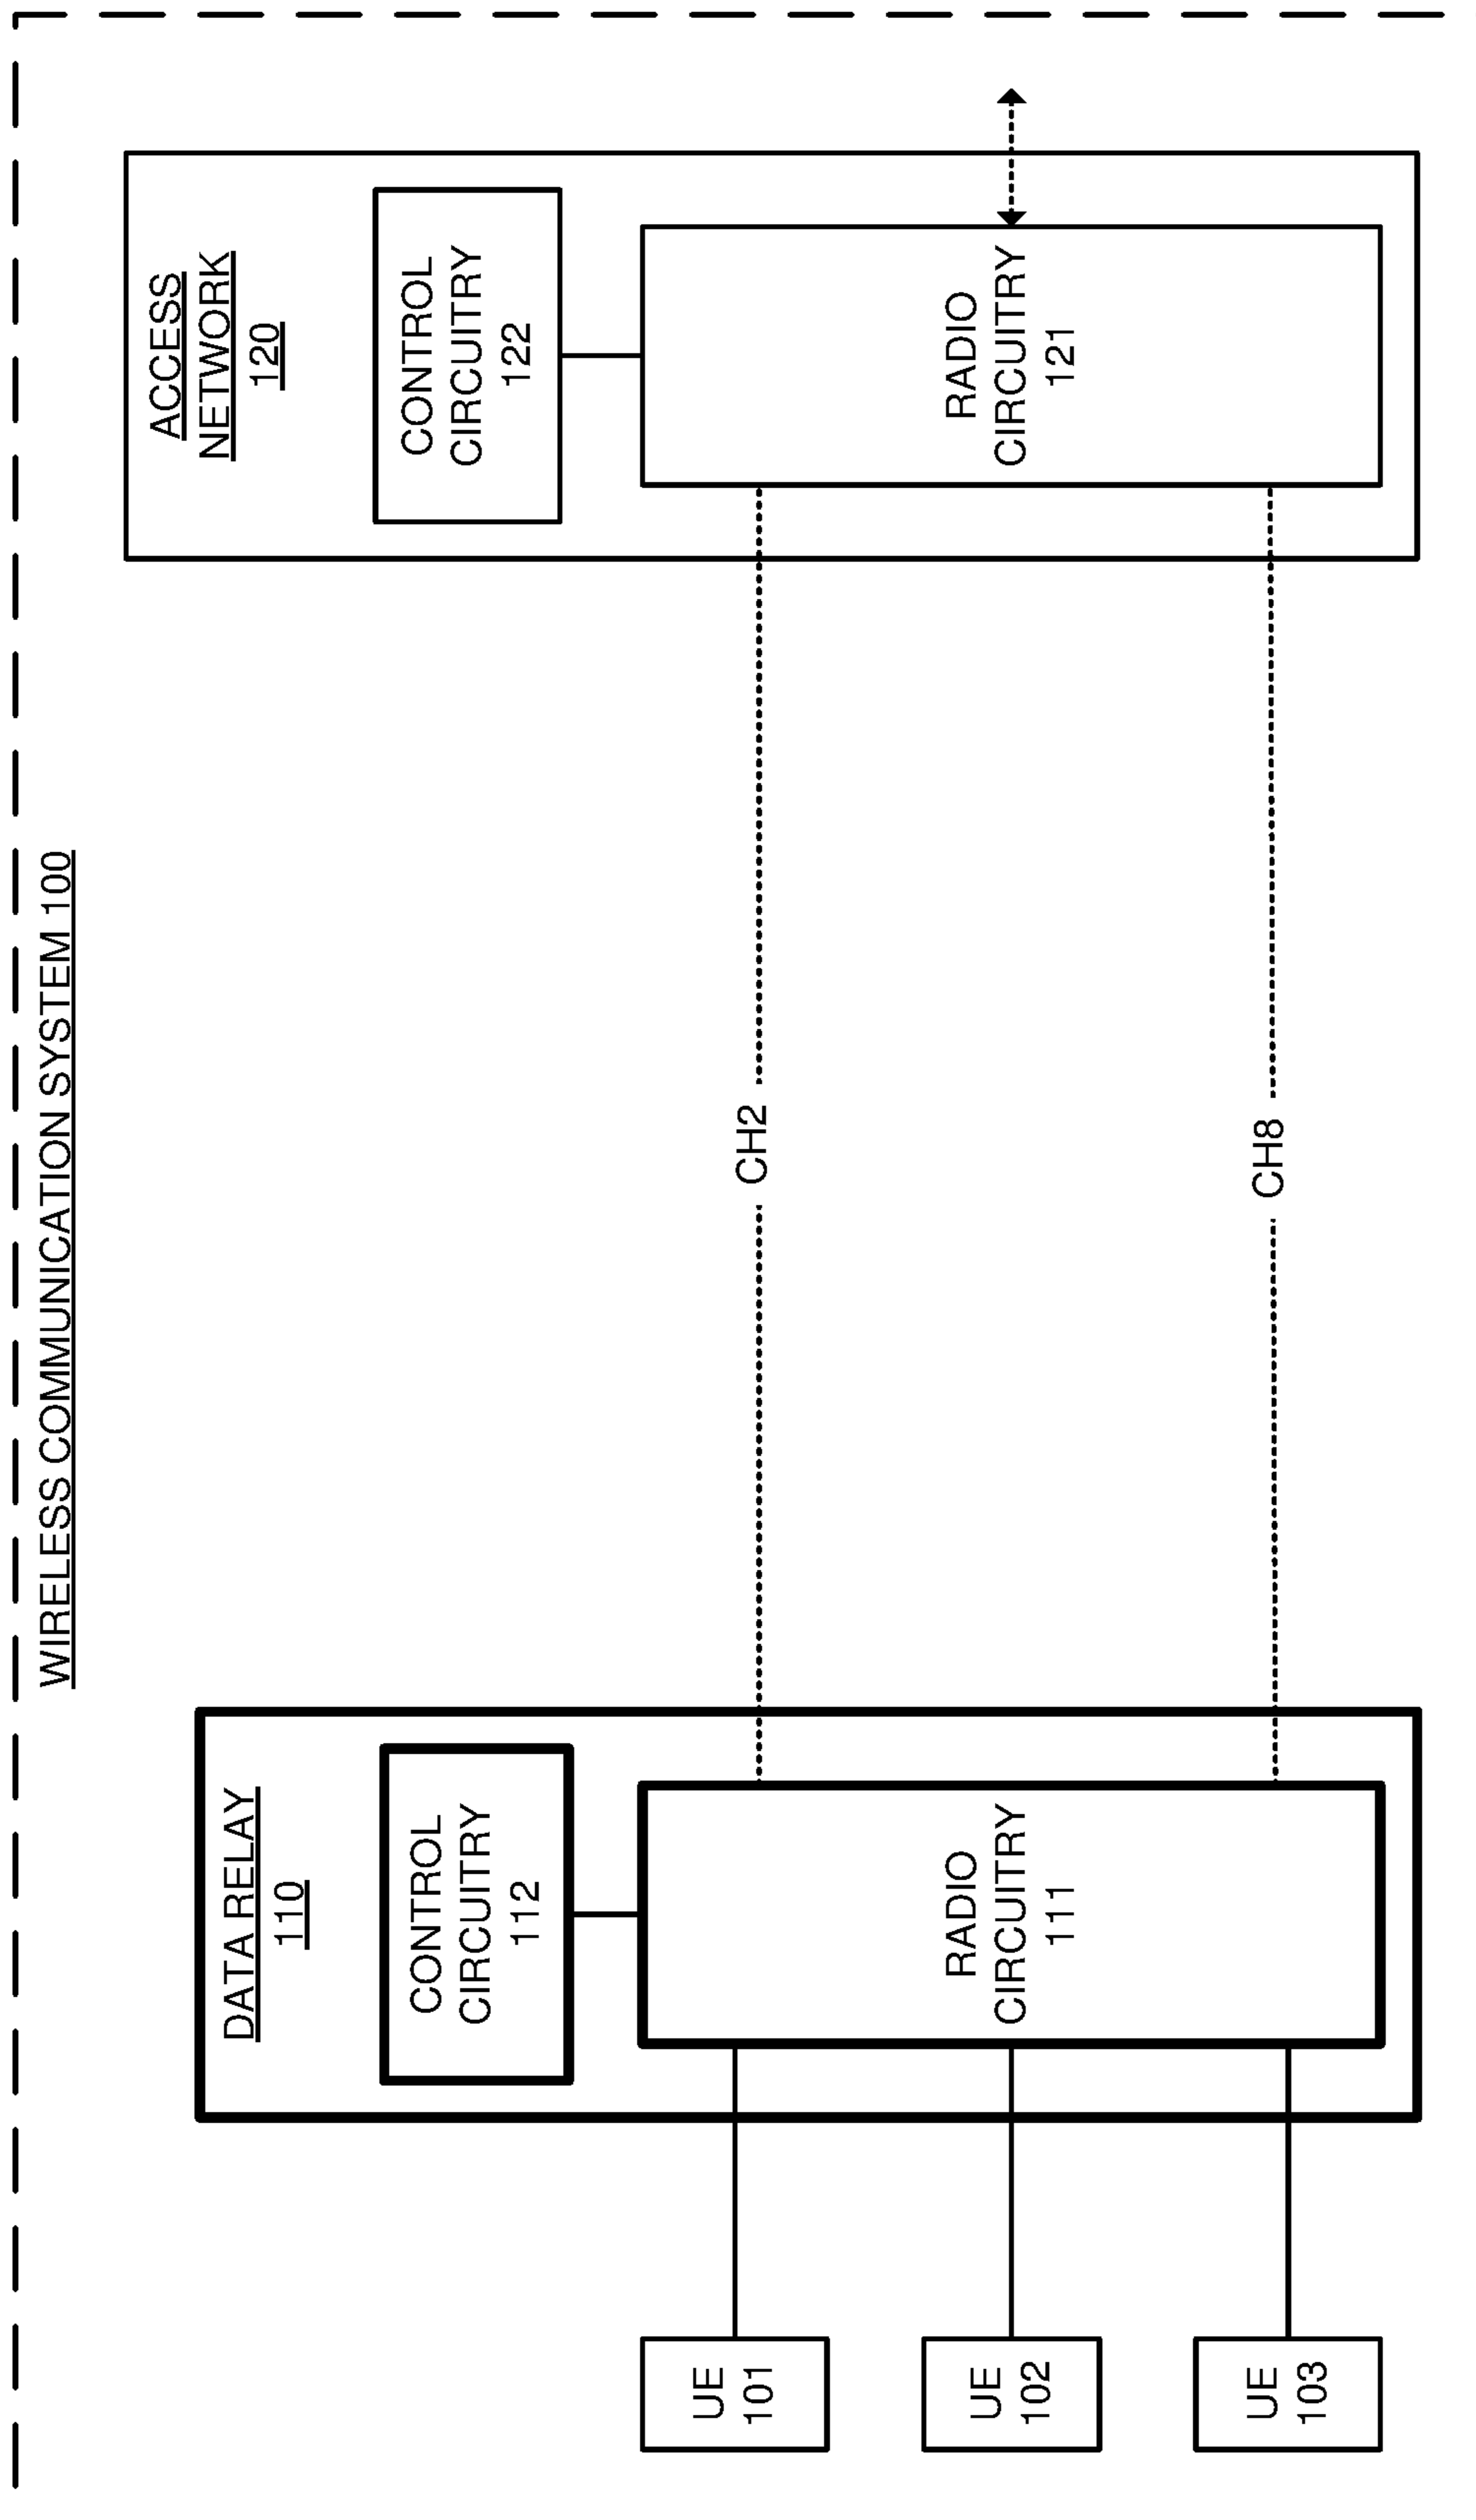 WIRELESS COMMUNICATION SYSTEM 100
DATA RELAY
110
CONTROL
CIRCUITRY
112
RADIO
CIRCUITRY
111
UE
101
UE
102
UE
103
CH2
CH8
ACCESS
NETWORK
120
CONTROL
CIRCUITRY
122
RADIO
CIRCUITRY
121